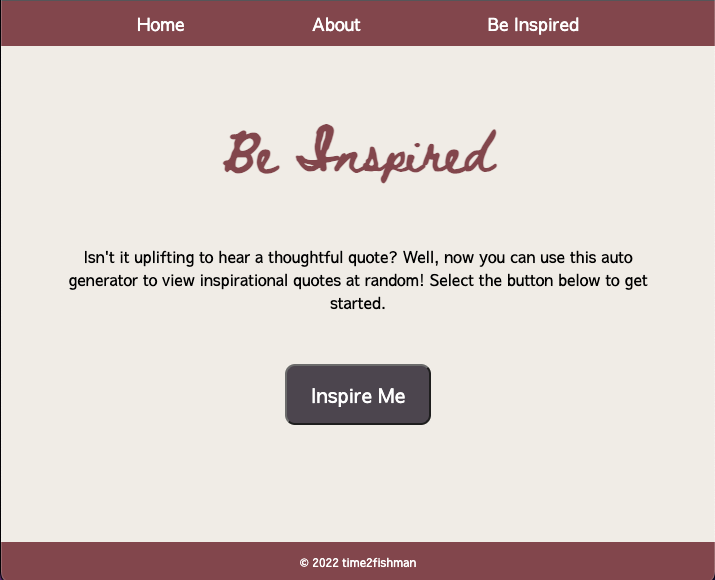 Home About Be Inspired
Be Inspired
Isn't it uplifting to hear a thoughtful quote? Well, now you can use this auto
generator to view inspirational quotes at random! Select the button below to get
started.
Inspire Me
© 2022 time2fishman